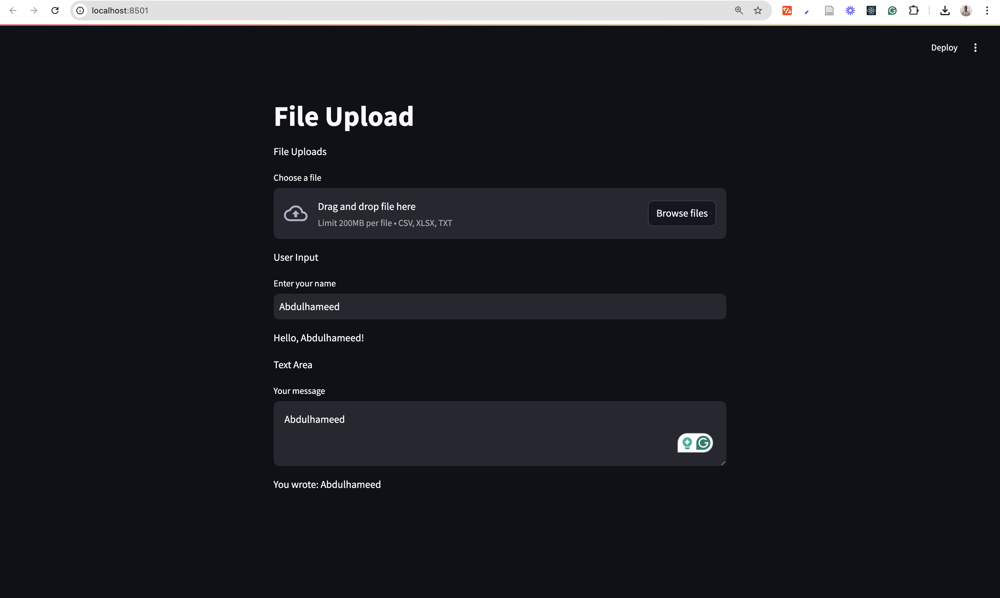 localhost:8501
Deploy
File Upload
File Uploads
Choose a file
Drag and drop file here
Limit 200MB per file • CSV, XLSX, TXT
Browse files
User Input
Enter your name
Abdulhameed
Hello, Abdulhameed!
Text Area
Your message
Abdulhameed
You wrote: Abdulhameed